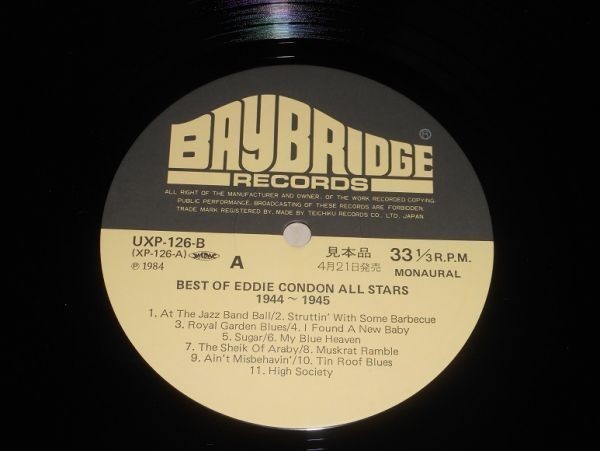 BAYBRIDGE
®
RECORDS
ALL RIGHT OF THE MANUFACTURER AND OWNER, OF THE WORK RECORDED COPYING.
PUBLIC PERFORMANCE, BROADCASTING OF THESE RECORDS ARE FORBIDDEN.
TRADE MARK REGISTERED BY, MADE BY TEICHIKU RECORDS CO., LTD. JAPAN
UXP-126-B
(XP-126-A)
℗ 1984
A
見本品
4月21日発売
33 1/3 R.P.M.
MONAURAL
BEST OF EDDIE CONDON ALL STARS
1944 ~ 1945
1. At The Jazz Band Ball/2. Struttin' With Some Barbecue
3. Royal Garden Blues/4. I Found A New Baby
5. Sugar/6. My Blue Heaven
7. The Sheik Of Araby/8. Muskrat Ramble
9. Ain't Misbehavin'/10. Tin Roof Blues
11. High Society